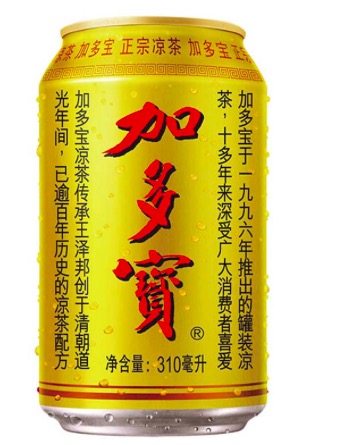 凉茶 加多宝 正宗凉茶 加多宝 正宗
加多宝®
加多宝于一九九六年推出的罐装凉
茶，十多年来深受广大消费者喜爱
加多宝凉茶传承王泽邦创于清朝道
光年间，已逾百年历史的凉茶配方
净含量：310毫升